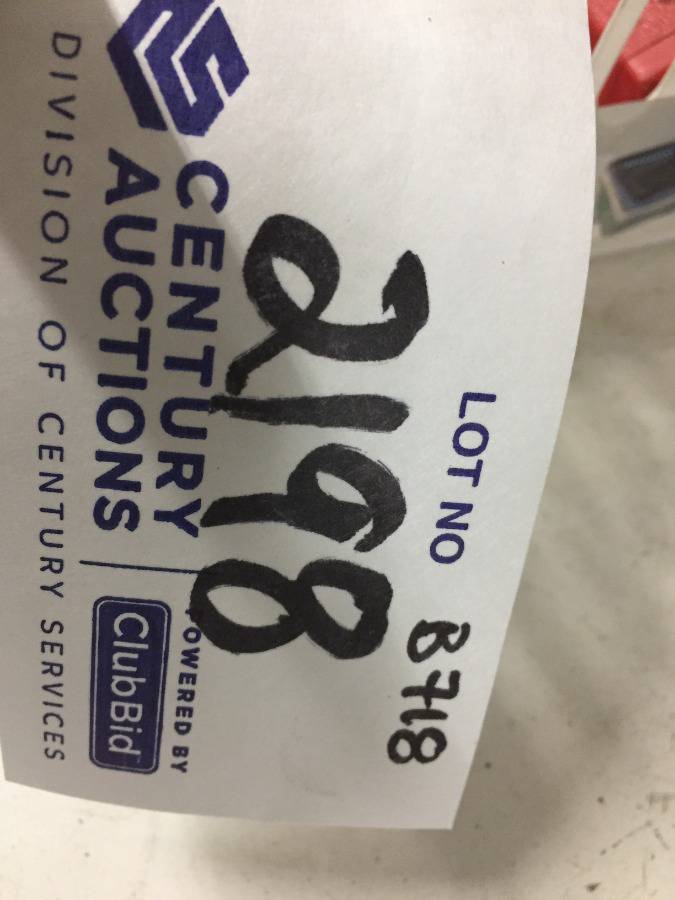 LOT NO B718
2198
CENTURY
AUCTIONS
POWERED BY
ClubBid
DIVISION OF CENTURY SERVICES